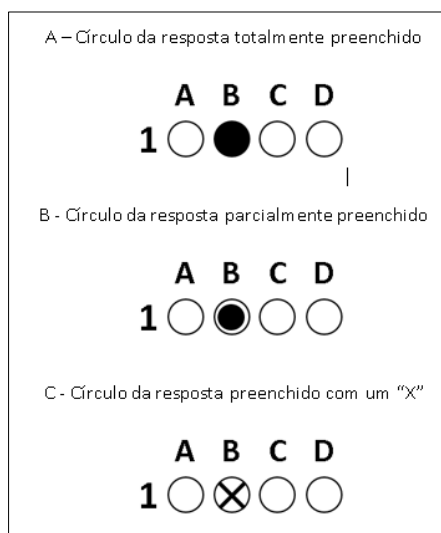 A – Círculo da resposta totalmente preenchido
A B C D
1
B - Círculo da resposta parcialmente preenchido
A B C D
1
C - Círculo da resposta preenchido com um “X”
A B C D
1